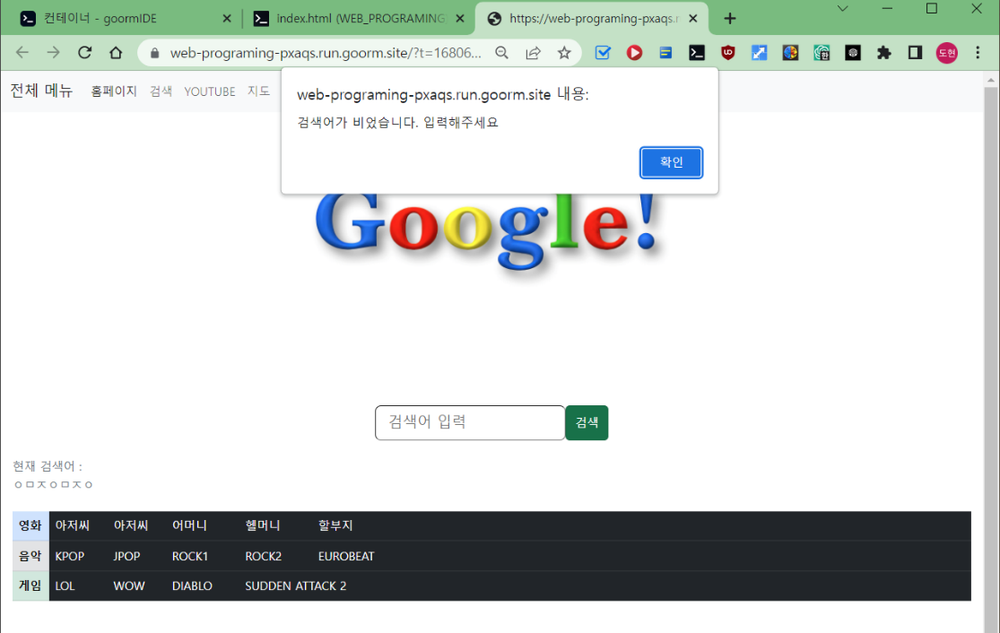 컨테이너 - goormIDE
index.html (WEB_PROGRAMING
https://web-programing-pxaqs.r
web-programing-pxaqs.run.goorm.site/?t=16806...
도현
전체 메뉴 홈페이지 검색 YOUTUBE 지도
web-programing-pxaqs.run.goorm.site 내용:
검색어가 비었습니다. 입력해주세요
확인
Google!
검색어 입력 검색
현재 검색어 :
ㅇㅁㅈㅇㅁㅈㅇ
영화 아저씨 아저씨 어머니 헬머니 할부지
음악 KPOP JPOP ROCK1 ROCK2 EUROBEAT
게임 LOL WOW DIABLO SUDDEN ATTACK 2